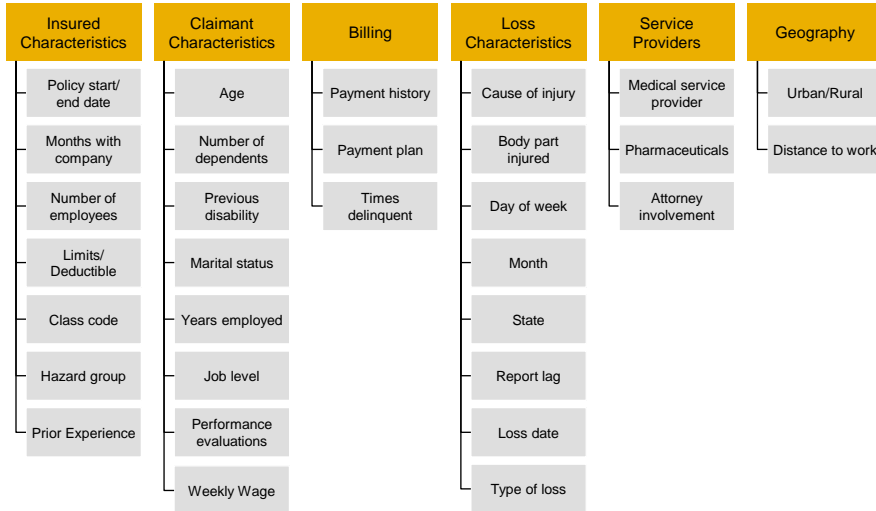 Insured
Characteristics
Policy start/
end date
Months with
company
Number of
employees
Limits/
Deductible
Class code
Hazard group
Prior Experience
Claimant
Characteristics
Age
Number of
dependents
Previous
disability
Marital status
Years employed
Job level
Performance
evaluations
Weekly Wage
Billing
Payment history
Payment plan
Times
delinquent
Loss
Characteristics
Cause of injury
Body part
injured
Day of week
Month
State
Report lag
Loss date
Type of loss
Service
Providers
Medical service
provider
Pharmaceuticals
Attorney
involvement
Geography
Urban/Rural
Distance to work